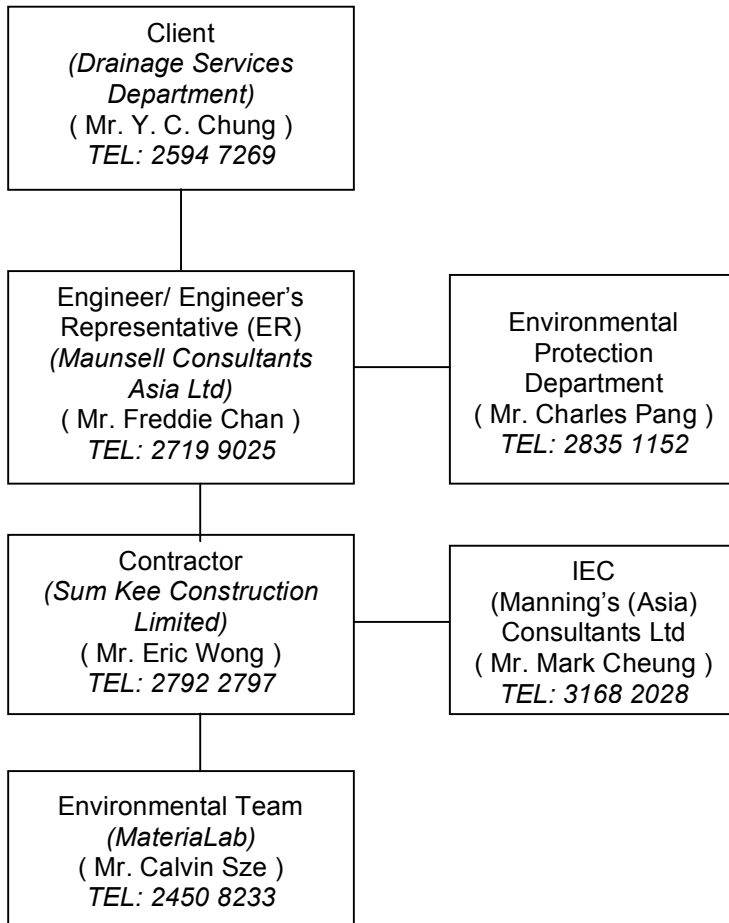 Client
(Drainage Services
Department)
( Mr. Y. C. Chung )
TEL: 2594 7269
Engineer/ Engineer’s
Representative (ER)
(Maunsell Consultants
Asia Ltd)
( Mr. Freddie Chan )
TEL: 2719 9025
Environmental
Protection
Department
( Mr. Charles Pang )
TEL: 2835 1152
Contractor
(Sum Kee Construction
Limited)
( Mr. Eric Wong )
TEL: 2792 2797
IEC
(Manning’s (Asia)
Consultants Ltd
( Mr. Mark Cheung )
TEL: 3168 2028
Environmental Team
(MateriaLab)
( Mr. Calvin Sze )
TEL: 2450 8233